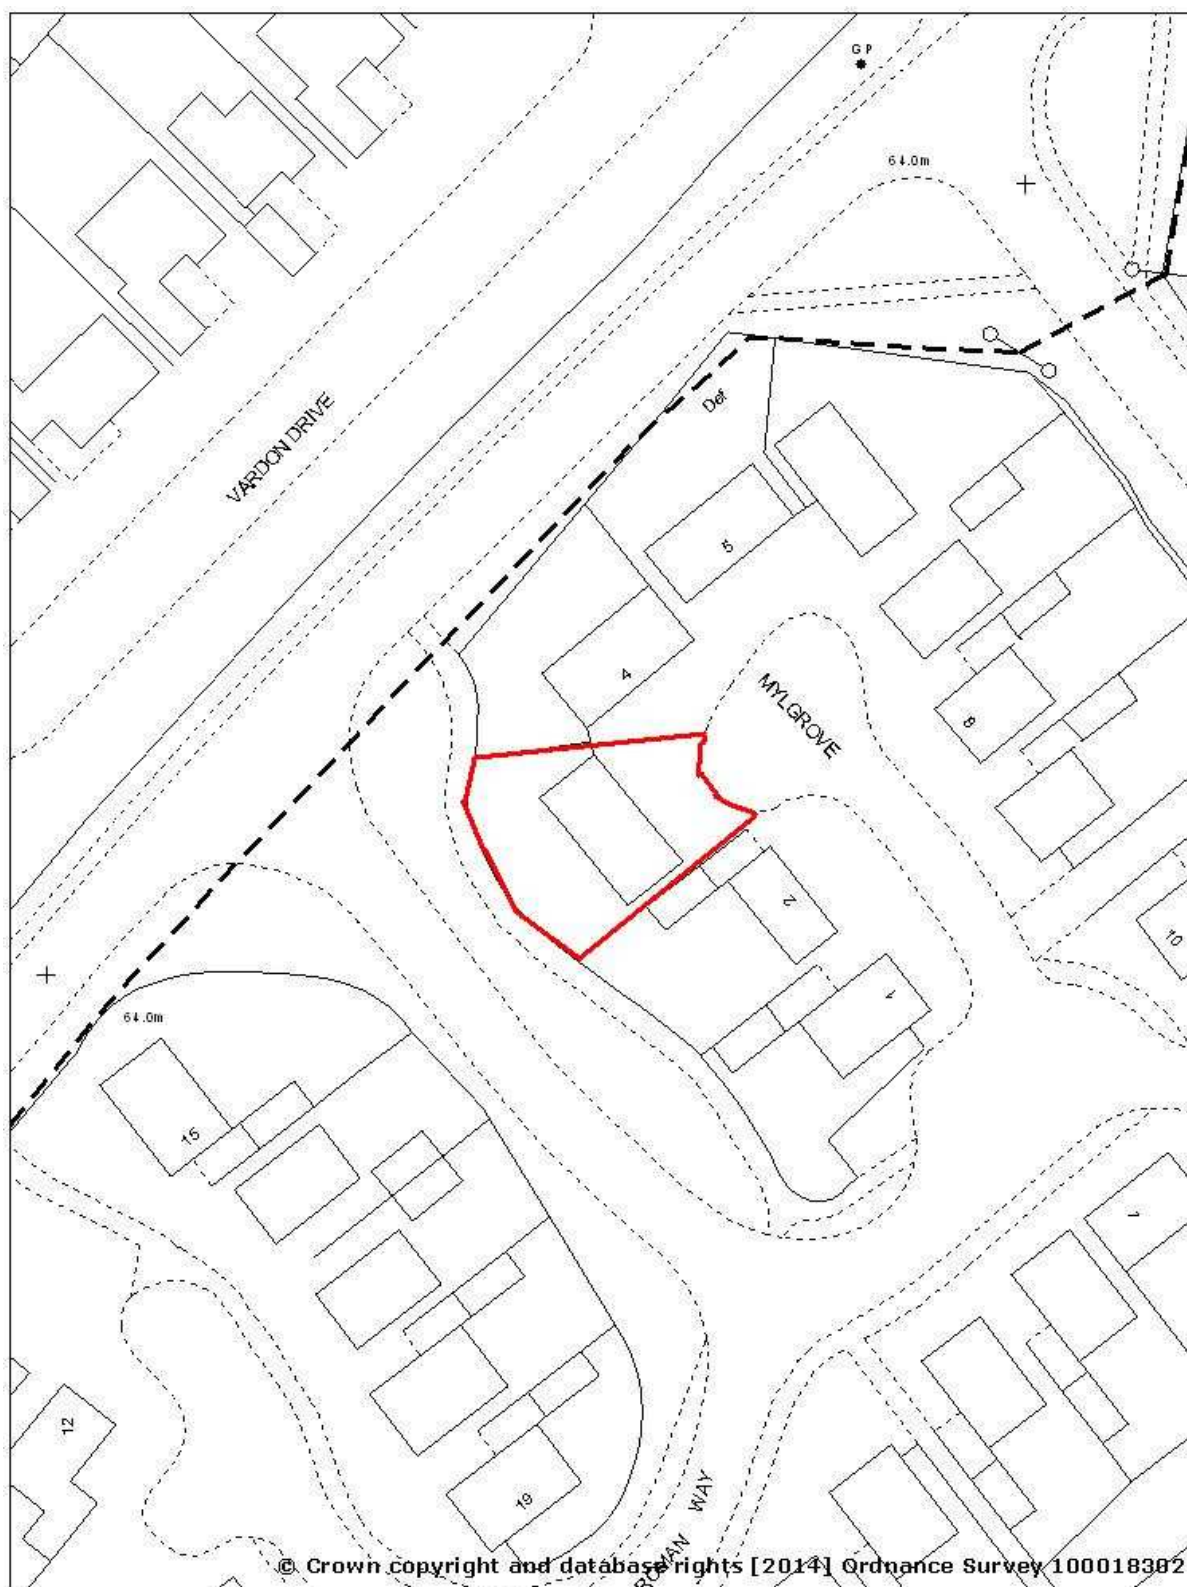 G P
64.0m
VARDON DRIVE
Def
5
4
MYLGROVE
8
2
10
1
64.0m
15
1
12
19
ROMAN WAY
© Crown copyright and database rights [2014] Ordnance Survey 100018302